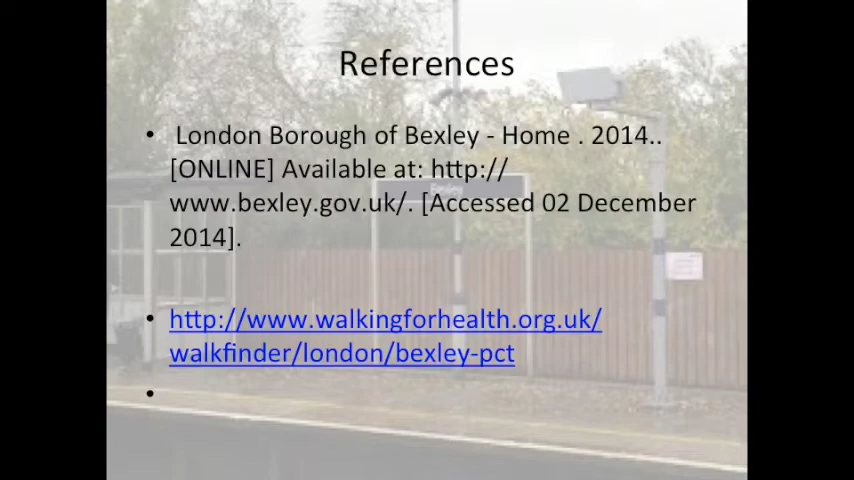 References
• London Borough of Bexley - Home . 2014..
[ONLINE] Available at: http://
www.bexley.gov.uk/. [Accessed 02 December
2014].
• http://www.walkingforhealth.org.uk/
walkfinder/london/bexley-pct
•
Bexley